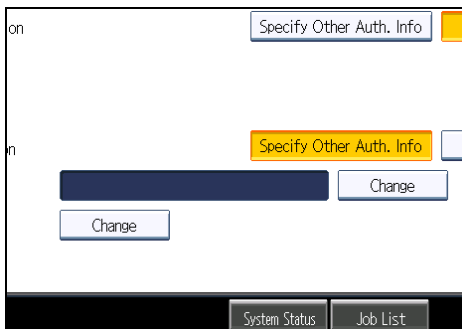 on
Specify Other Auth. Info
n
Specify Other Auth. Info
Change
Change
System Status
Job List